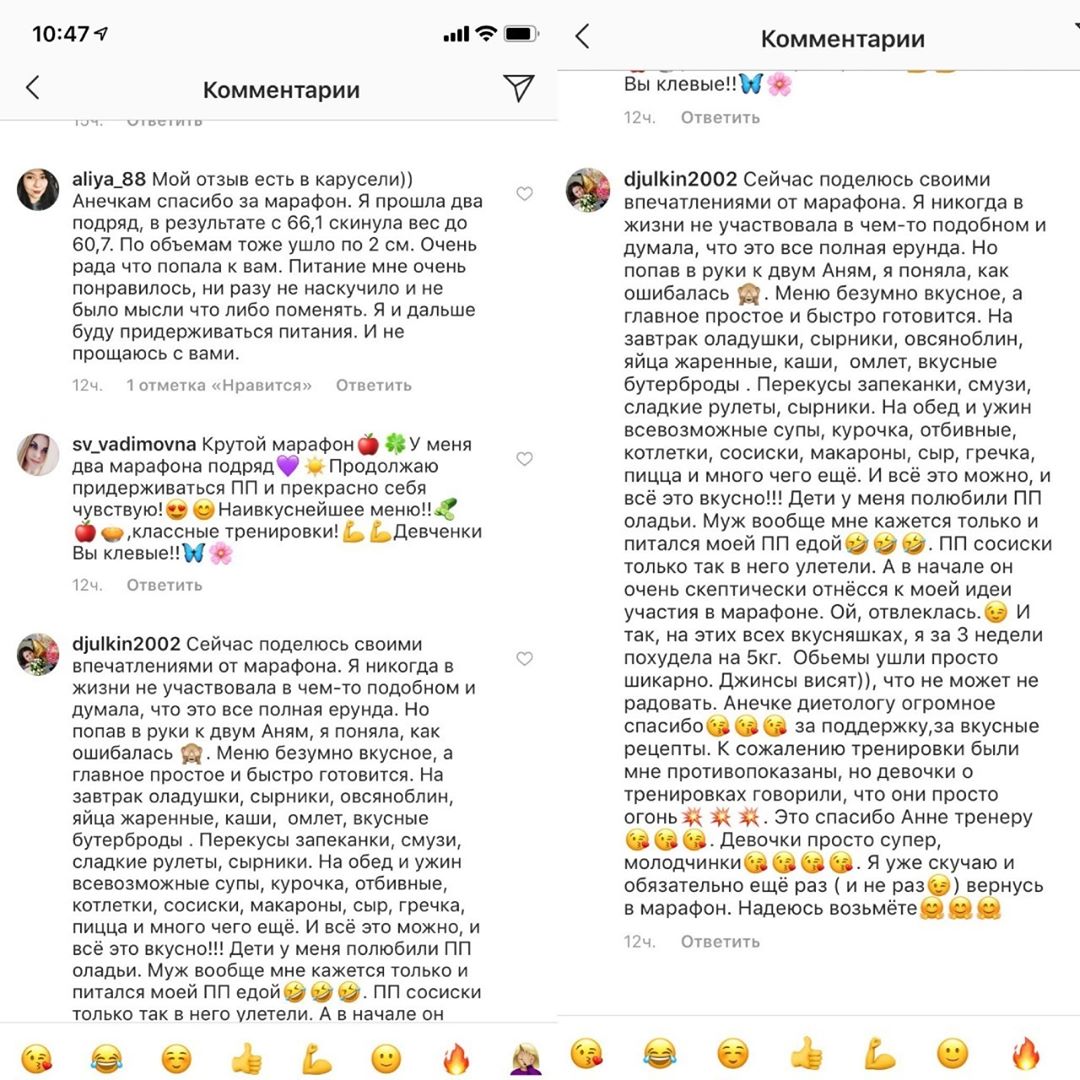 10:47
Комментарии
15ч. Ответить
aliya_88 Мой отзыв есть в карусели))
Анечкам спасибо за марафон. Я прошла два
подряд, в результате с 66,1 скинула вес до
60,7. По объемам тоже ушло по 2 см. Очень
рада что попала к вам. Питание мне очень
понравилось, ни разу не наскучило и не
было мысли что либо поменять. Я и дальше
буду придерживаться питания. И не
прощаюсь с вами.
12ч. 1 отметка «Нравится» Ответить
sv_vadimovna Крутой марафон🍎🍀У меня
два марафона подряд💜☀️Продолжаю
придерживаться ПП и прекрасно себя
чувствую!😍😊Наивкуснейшее меню!!🥒
🍎🥧,классные тренировки!💪💪Девченки
Вы клевые!!🦋🌸
12ч. Ответить
djulkin2002 Сейчас поделюсь своими
впечатлениями от марафона. Я никогда в
жизни не участвовала в чем-то подобном и
думала, что это все полная ерунда. Но
попав в руки к двум Аням, я поняла, как
ошибалась 🙈. Меню безумно вкусное, а
главное простое и быстро готовится. На
завтрак оладушки, сырники, овсяноблин,
яйца жаренные, каши, омлет, вкусные
бутерброды . Перекусы запеканки, смузи,
сладкие рулеты, сырники. На обед и ужин
всевозможные супы, курочка, отбивные,
котлетки, сосиски, макароны, сыр, гречка,
пицца и много чего ещё. И всё это можно, и
всё это вкусно!!! Дети у меня полюбили ПП
оладьи. Муж вообще мне кажется только и
питался моей ПП едой🤣🤣🤣. ПП сосиски
только так в него улетели. А в начале он
Комментарии
Вы клевые!!🦋🌸
12ч. Ответить
djulkin2002 Сейчас поделюсь своими
впечатлениями от марафона. Я никогда в
жизни не участвовала в чем-то подобном и
думала, что это все полная ерунда. Но
попав в руки к двум Аням, я поняла, как
ошибалась 🙈. Меню безумно вкусное, а
главное простое и быстро готовится. На
завтрак оладушки, сырники, овсяноблин,
яйца жаренные, каши, омлет, вкусные
бутерброды . Перекусы запеканки, смузи,
сладкие рулеты, сырники. На обед и ужин
всевозможные супы, курочка, отбивные,
котлетки, сосиски, макароны, сыр, гречка,
пицца и много чего ещё. И всё это можно, и
всё это вкусно!!! Дети у меня полюбили ПП
оладьи. Муж вообще мне кажется только и
питался моей ПП едой🤣🤣🤣. ПП сосиски
только так в него улетели. А в начале он
очень скептически отнёсся к моей идеи
участия в марафоне. Ой, отвлеклась.😉 И
так, на этих всех вкусняшках, я за 3 недели
похудела на 5кг. Обьемы ушли просто
шикарно. Джинсы висят)), что не может не
радовать. Анечке диетологу огромное
спасибо😘😘😘 за поддержку,за вкусные
рецепты. К сожалению тренировки были
мне противопоказаны, но девочки о
тренировках говорили, что они просто
огонь💥💥💥. Это спасибо Анне тренеру
😘😘😘. Девочки просто супер,
молодчинки😘😘😘😘. Я уже скучаю и
обязательно ещё раз ( и не раз😉) вернусь
в марафон. Надеюсь возьмёте🤗🤗🤗
12ч. Ответить